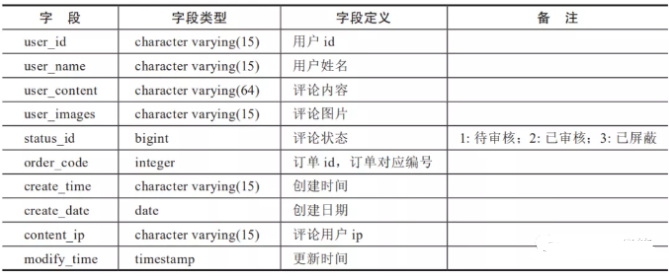 字 段 字段类型 字段定义 备 注
user_id character varying(15) 用户 id
user_name character varying(15) 用户姓名
user_content character varying(64) 评论内容
user_images character varying(15) 评论图片
status_id bigint 评论状态 1: 待审核；2: 已审核；3: 已屏蔽
order_code integer 订单 id，订单对应编号
create_time character varying(15) 创建时间
create_date date 创建日期
content_ip character varying(15) 评论用户 ip
modify_time timestamp 更新时间